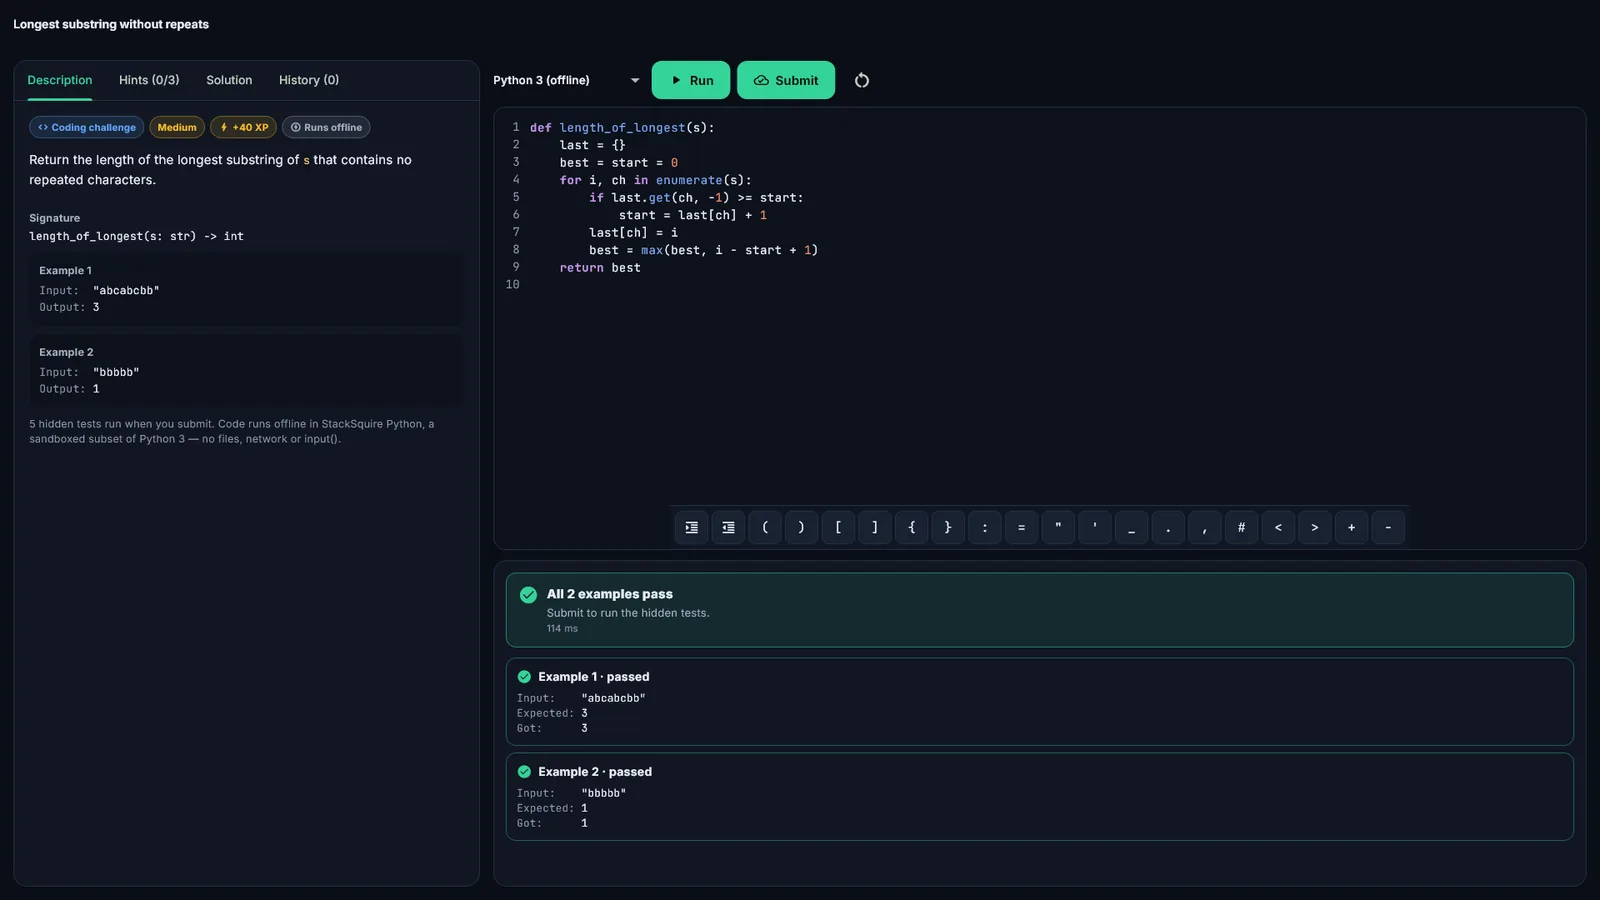 Longest substring without repeats
Description Hints (0/3) Solution History (0)
<> Coding challenge Medium +40 XP Runs offline
Return the length of the longest substring of s that contains no
repeated characters.
Signature
length_of_longest(s: str) -> int
Example 1
Input: "abcabcbb"
Output: 3
Example 2
Input: "bbbbb"
Output: 1
5 hidden tests run when you submit. Code runs offline in StackSquire Python, a
sandboxed subset of Python 3 — no files, network or input().
Python 3 (offline) Run Submit
1 def length_of_longest(s):
2     last = {}
3     best = start = 0
4     for i, ch in enumerate(s):
5         if last.get(ch, -1) >= start:
6             start = last[ch] + 1
7         last[ch] = i
8         best = max(best, i - start + 1)
9     return best
10
( ) [ ] { } : = " ' _ . , # < > + -
All 2 examples pass
Submit to run the hidden tests.
114 ms
Example 1 · passed
Input: "abcabcbb"
Expected: 3
Got: 3
Example 2 · passed
Input: "bbbbb"
Expected: 1
Got: 1